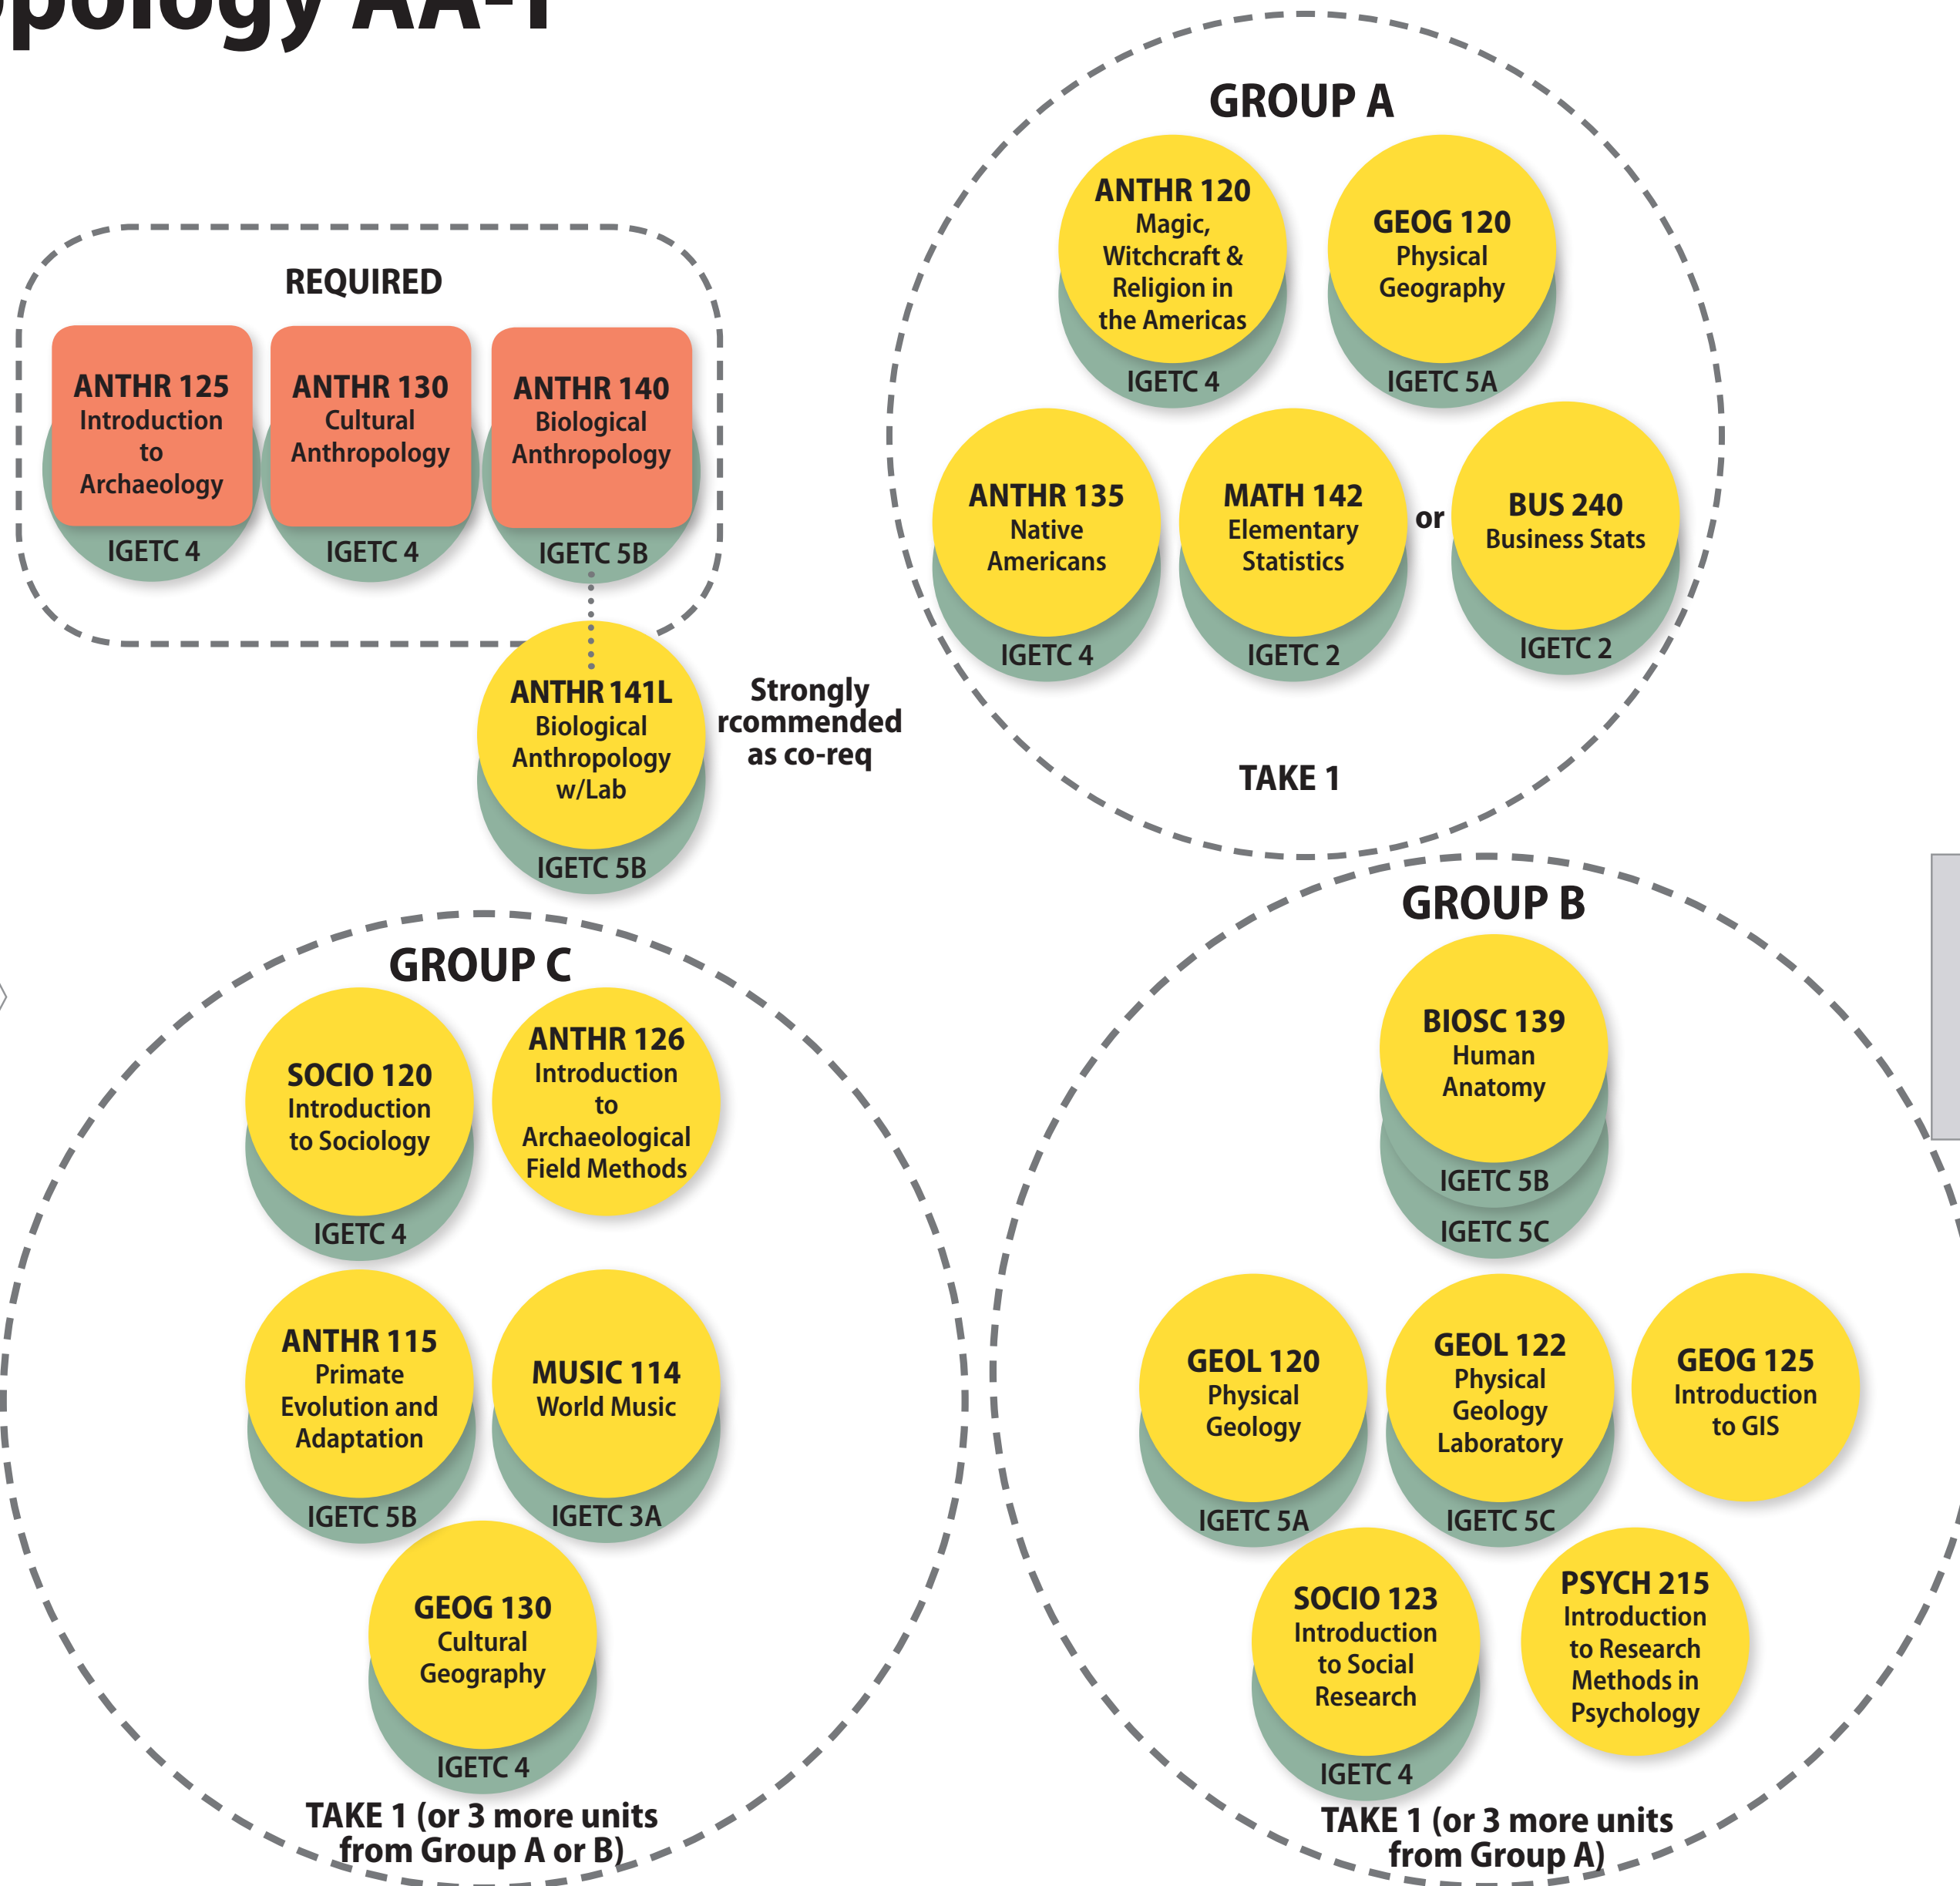 pology AA-T
REQUIRED
ANTHR 125
Introduction
to
Archaeology
IGETC 4
ANTHR 130
Cultural
Anthropology
IGETC 4
ANTHR 140
Biological
Anthropology
IGETC 5B
ANTHR 141L
Biological
Anthropology
w/Lab
IGETC 5B
Strongly
rcommended
as co-req
GROUP A
ANTHR 120
Magic,
Witchcraft &
Religion in
the Americas
IGETC 4
GEOG 120
Physical
Geography
IGETC 5A
ANTHR 135
Native
Americans
IGETC 4
MATH 142
Elementary
Statistics
IGETC 2
or
BUS 240
Business Stats
IGETC 2
TAKE 1
GROUP C
SOCIO 120
Introduction
to Sociology
IGETC 4
ANTHR 126
Introduction
to
Archaeological
Field Methods
ANTHR 115
Primate
Evolution and
Adaptation
IGETC 5B
MUSIC 114
World Music
IGETC 3A
GEOG 130
Cultural
Geography
IGETC 4
TAKE 1 (or 3 more units
from Group A or B)
GROUP B
BIOSC 139
Human
Anatomy
IGETC 5B
IGETC 5C
GEOL 120
Physical
Geology
IGETC 5A
GEOL 122
Physical
Geology
Laboratory
IGETC 5C
GEOG 125
Introduction
to GIS
SOCIO 123
Introduction
to Social
Research
IGETC 4
PSYCH 215
Introduction
to Research
Methods in
Psychology
TAKE 1 (or 3 more units
from Group A)